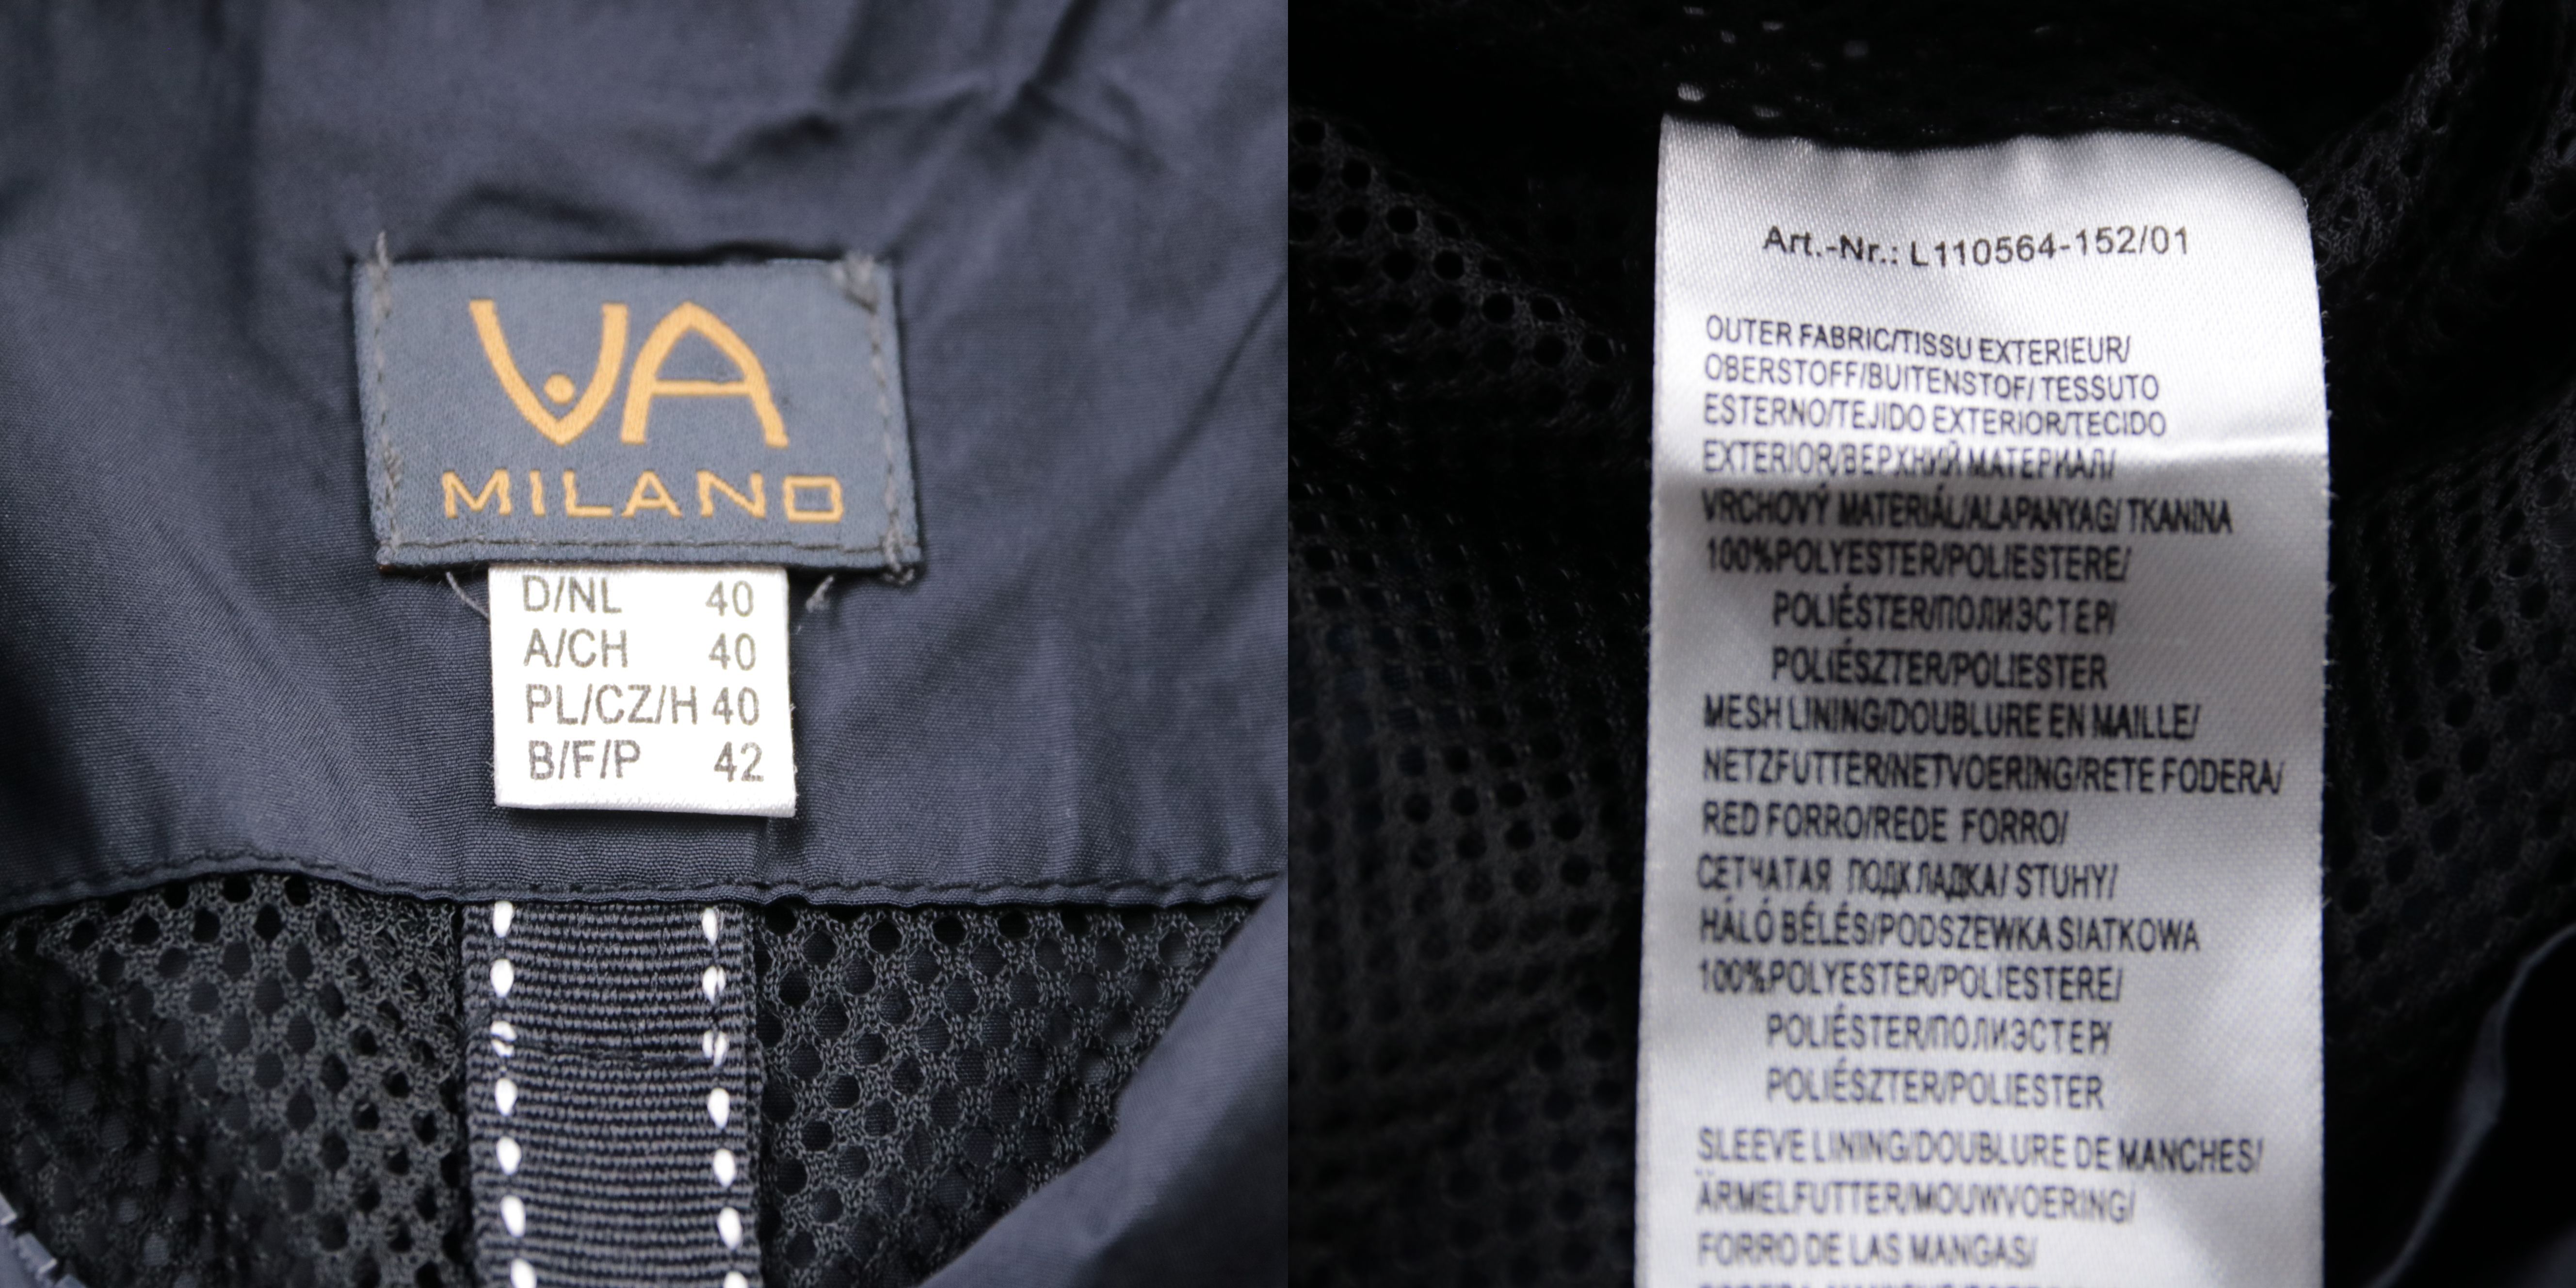 VA
MILANO
D/NL 40
A/CH 40
PL/CZ/H 40
B/F/P 42
Art.-Nr.: L110564-152/01
OUTER FABRIC/TISSU EXTERIEUR/
OBERSTOFF/BUITENSTOF/ TESSUTO
ESTERNO/TEJIDO EXTERIOR/TECIDO
EXTERIOR/ВЕРХНИЙ МАТЕРИАЛ/
VRCHOVÝ MATERIÁL/ALAPANYAG/ TKANINA
100%POLYESTER/POLIESTERE/
POLIÉSTER/ПОЛИЭСТЕР/
POLIÉSZTER/POLIESTER
MESH LINING/DOUBLURE EN MAILLE/
NETZFUTTER/NETVOERING/RETE FODERA/
RED FORRO/REDE FORRO/
СЕТЧАТАЯ ПОДКЛАДКА/ STUHY/
HÁLÓ BÉLÉS/PODSZEWKA SIATKOWA
100%POLYESTER/POLIESTERE/
POLIÉSTER/ПОЛИЭСТЕР/
POLIÉSZTER/POLIESTER
SLEEVE LINING/DOUBLURE DE MANCHES/
ÄRMELFUTTER/MOUWVOERING/
FORRO DE LAS MANGAS/